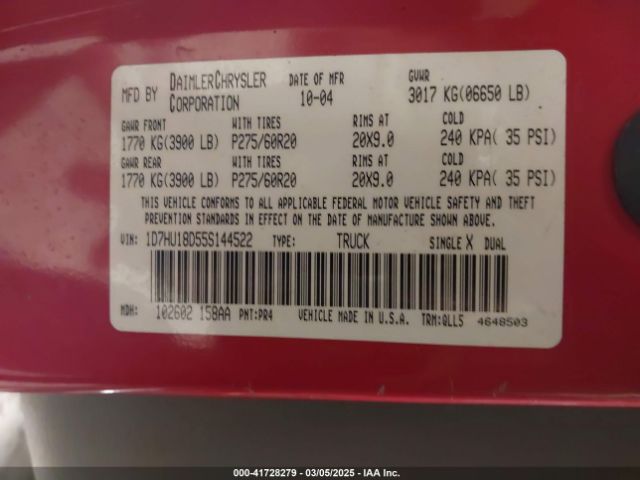 MFD BY DAIMLERCHRYSLER CORPORATION DATE OF MFR 10-04 GVWR 3017 KG(06650 LB)
GAWR FRONT WITH TIRES RIMS AT COLD
1770 KG(3900 LB) P275/60R20 20X9.0 240 KPA( 35 PSI)
GAWR REAR WITH TIRES RIMS AT COLD
1770 KG(3900 LB) P275/60R20 20X9.0 240 KPA( 35 PSI)
THIS VEHICLE CONFORMS TO ALL APPLICABLE FEDERAL MOTOR VEHICLE SAFETY AND THEFT
PREVENTION STANDARDS IN EFFECT ON THE DATE OF MANUFACTURE SHOWN ABOVE.
VIN: 1D7HU18D55S144522 TYPE: TRUCK SINGLE X DUAL
MDH: 102602 158AA PNT:PR4 VEHICLE MADE IN U.S.A. TRM:QLL5 4648503
000-41728279 - 03/05/2025 - IAA Inc.